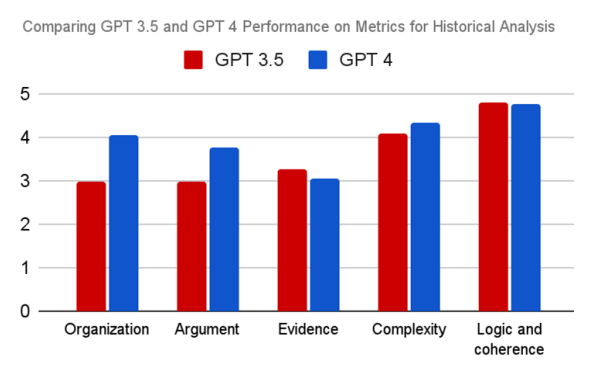 Comparing GPT 3.5 and GPT 4 Performance on Metrics for Historical Analysis
GPT 3.5 GPT 4
5
4
3
2
1
0
Organization Argument Evidence Complexity Logic and
coherence